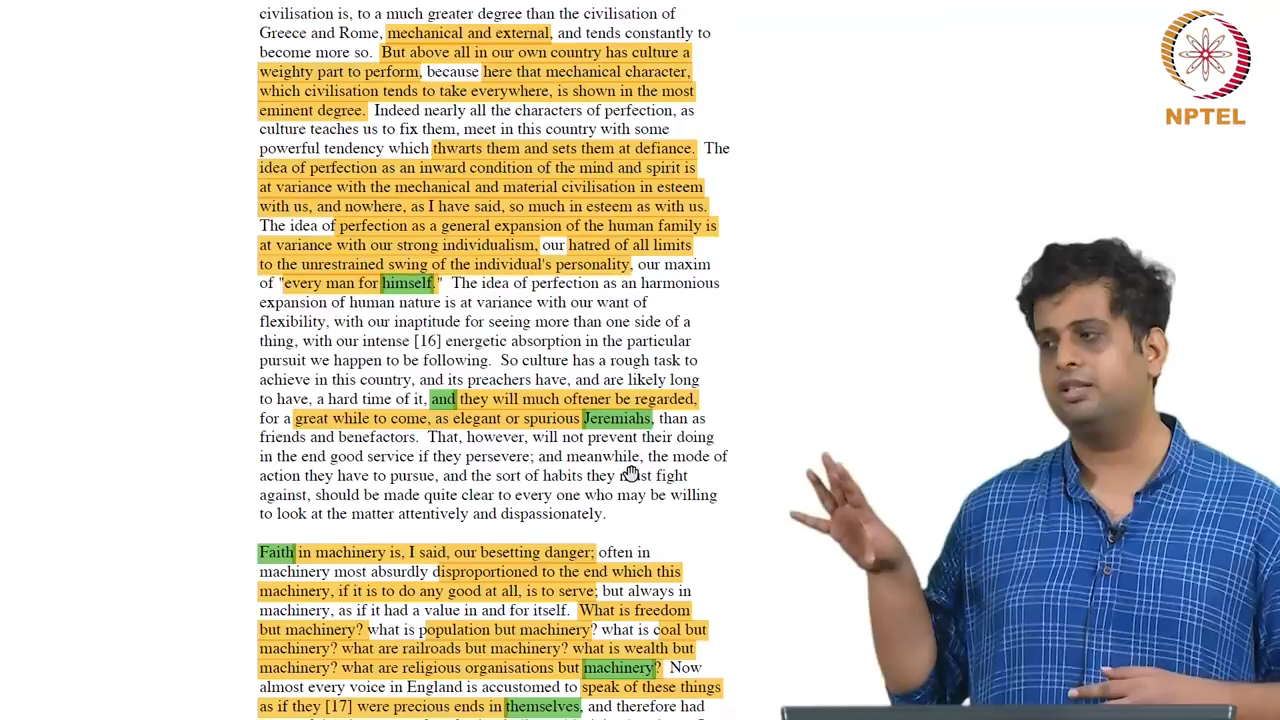 civilisation is, to a much greater degree than the civilisation of
Greece and Rome, mechanical and external, and tends constantly to
become more so. But above all in our own country has culture a
weighty part to perform, because here that mechanical character,
which civilisation tends to take everywhere, is shown in the most
eminent degree. Indeed nearly all the characters of perfection, as
culture teaches us to fix them, meet in this country with some
powerful tendency which thwarts them and sets them at defiance. The
idea of perfection as an inward condition of the mind and spirit is
at variance with the mechanical and material civilisation in esteem
with us, and nowhere, as I have said, so much in esteem as with us.
The idea of perfection as a general expansion of the human family is
at variance with our strong individualism, our hatred of all limits
to the unrestrained swing of the individual's personality, our maxim
of "every man for himself." The idea of perfection as an harmonious
expansion of human nature is at variance with our want of
flexibility, with our inaptitude for seeing more than one side of a
thing, with our intense [16] energetic absorption in the particular
pursuit we happen to be following. So culture has a rough task to
achieve in this country, and its preachers have, and are likely long
to have, a hard time of it, and they will much oftener be regarded,
for a great while to come, as elegant or spurious Jeremiahs, than as
friends and benefactors. That, however, will not prevent their doing
in the end good service if they persevere; and meanwhile, the mode of
action they have to pursue, and the sort of habits they must fight
against, should be made quite clear to every one who may be willing
to look at the matter attentively and dispassionately.
Faith in machinery is, I said, our besetting danger; often in
machinery most absurdly disproportioned to the end which this
machinery, if it is to do any good at all, is to serve; but always in
machinery, as if it had a value in and for itself. What is freedom
but machinery? what is population but machinery? what is coal but
machinery? what are railroads but machinery? what is wealth but
machinery? what are religious organisations but machinery? Now
almost every voice in England is accustomed to speak of these things
as if they [17] were precious ends in themselves, and therefore had
NPTEL